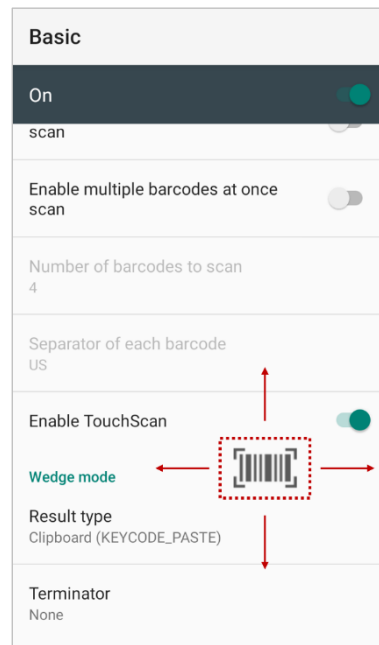 Basic
On
scan
Enable multiple barcodes at once
scan
Number of barcodes to scan
4
Separator of each barcode
US
Enable TouchScan
Wedge mode
Result type
Clipboard (KEYCODE_PASTE)
Terminator
None